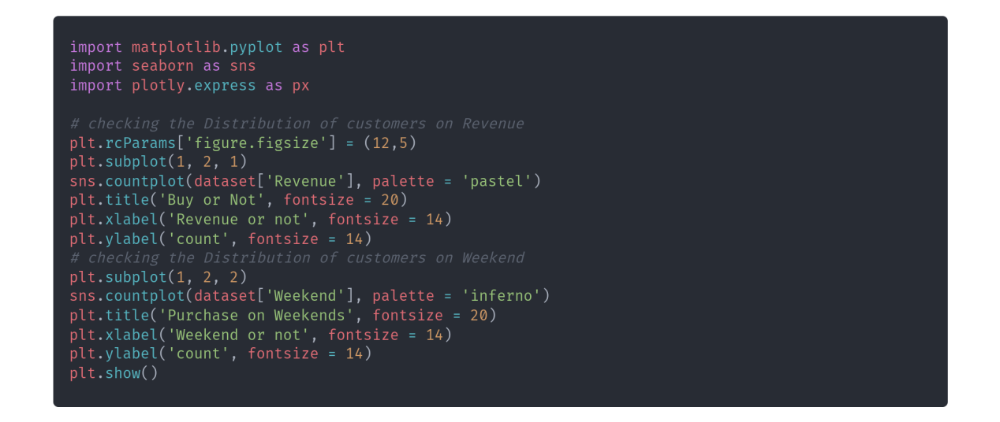 import matplotlib.pyplot as plt
import seaborn as sns
import plotly.express as px
# checking the Distribution of customers on Revenue
plt.rcParams['figure.figsize'] = (12,5)
plt.subplot(1, 2, 1)
sns.countplot(dataset['Revenue'], palette = 'pastel')
plt.title('Buy or Not', fontsize = 20)
plt.xlabel('Revenue or not', fontsize = 14)
plt.ylabel('count', fontsize = 14)
# checking the Distribution of customers on Weekend
plt.subplot(1, 2, 2)
sns.countplot(dataset['Weekend'], palette = 'inferno')
plt.title('Purchase on Weekends', fontsize = 20)
plt.xlabel('Weekend or not', fontsize = 14)
plt.ylabel('count', fontsize = 14)
plt.show()